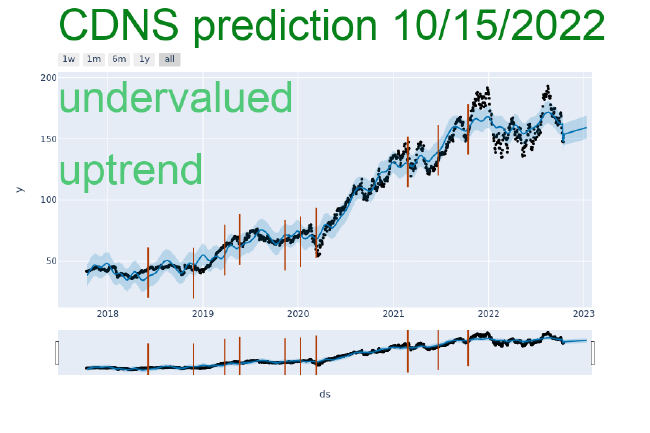 CDNS prediction 10/15/2022
1w 1m 6m 1y all
200
undervalued
150
uptrend
y
100
50
2018 2019 2020 2021 2022 2023
ds